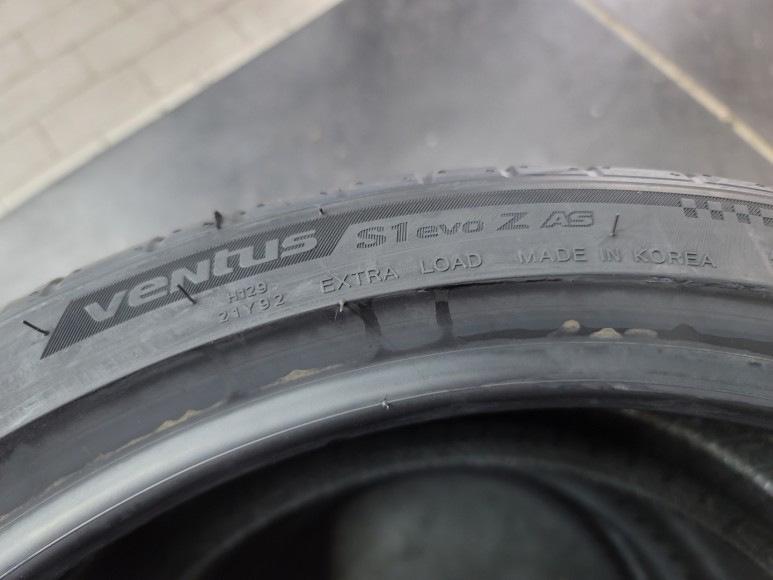 ventus S1 evo Z AS
H129
21Y92
EXTRA LOAD MADE IN KOREA